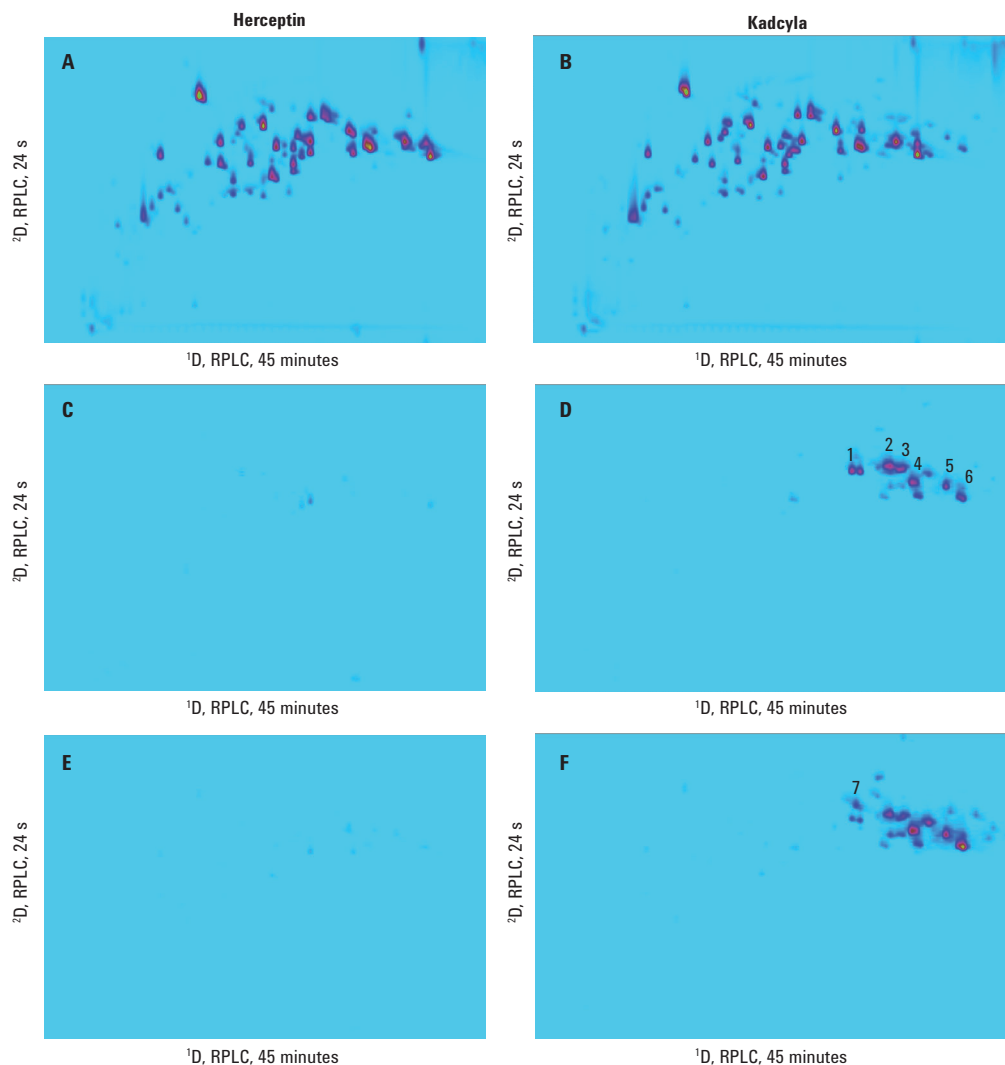 Herceptin
Kadcyla
A
B
²D, RPLC, 24 s
²D, RPLC, 24 s
¹D, RPLC, 45 minutes
¹D, RPLC, 45 minutes
C
D
1
2
3
4
5
6
²D, RPLC, 24 s
²D, RPLC, 24 s
¹D, RPLC, 45 minutes
¹D, RPLC, 45 minutes
E
F
7
²D, RPLC, 24 s
²D, RPLC, 24 s
¹D, RPLC, 45 minutes
¹D, RPLC, 45 minutes